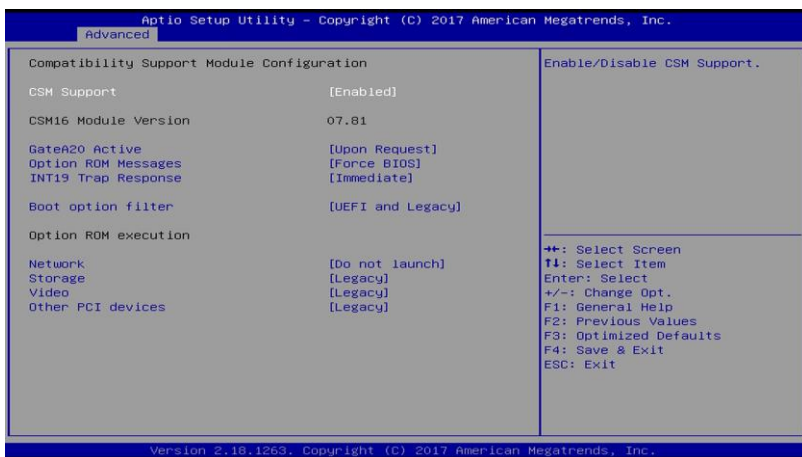 Aptio Setup Utility - Copyright (C) 2017 American Megatrends, Inc.
Advanced
Compatibility Support Module Configuration
CSM Support [Enabled]
CSM16 Module Version 07.81
GateA20 Active [Upon Request]
Option ROM Messages [Force BIOS]
INT19 Trap Response [Immediate]
Boot option filter [UEFI and Legacy]
Option ROM execution
Network [Do not launch]
Storage [Legacy]
Video [Legacy]
Other PCI devices [Legacy]
Enable/Disable CSM Support.
→←: Select Screen
↑↓: Select Item
Enter: Select
+/-: Change Opt.
F1: General Help
F2: Previous Values
F3: Optimized Defaults
F4: Save & Exit
ESC: Exit
Version 2.18.1263. Copyright (C) 2017 American Megatrends, Inc.